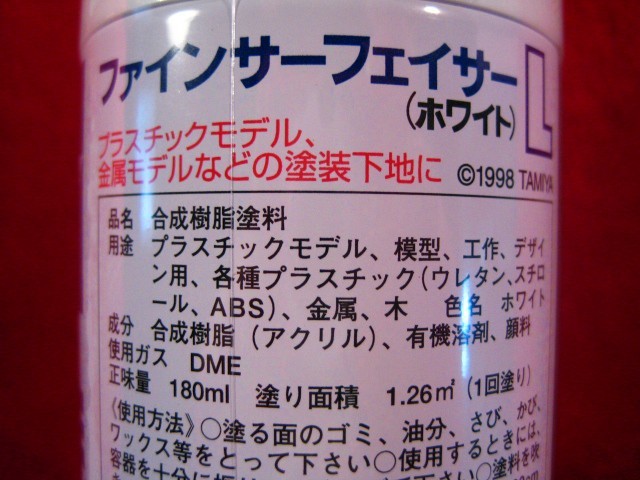 ファインサーフェイサー L
(ホワイト)
プラスチックモデル、
金属モデルなどの塗装下地に ©1998 TAMIYA
品名 合成樹脂塗料
用途 プラスチックモデル、模型、工作、デザイ
ン用、各種プラスチック(ウレタン、スチロ
ール、ABS)、金属、木 色名 ホワイト
成分 合成樹脂(アクリル)、有機溶剤、顔料
使用ガス DME
正味量 180ml 塗り面積 1.26㎡(1回塗り)
《使用方法》○塗る面のゴミ、油分、さび、かび、
ワックス等をとって下さい○使用するときには、
容器を十分に
○塗料を吹